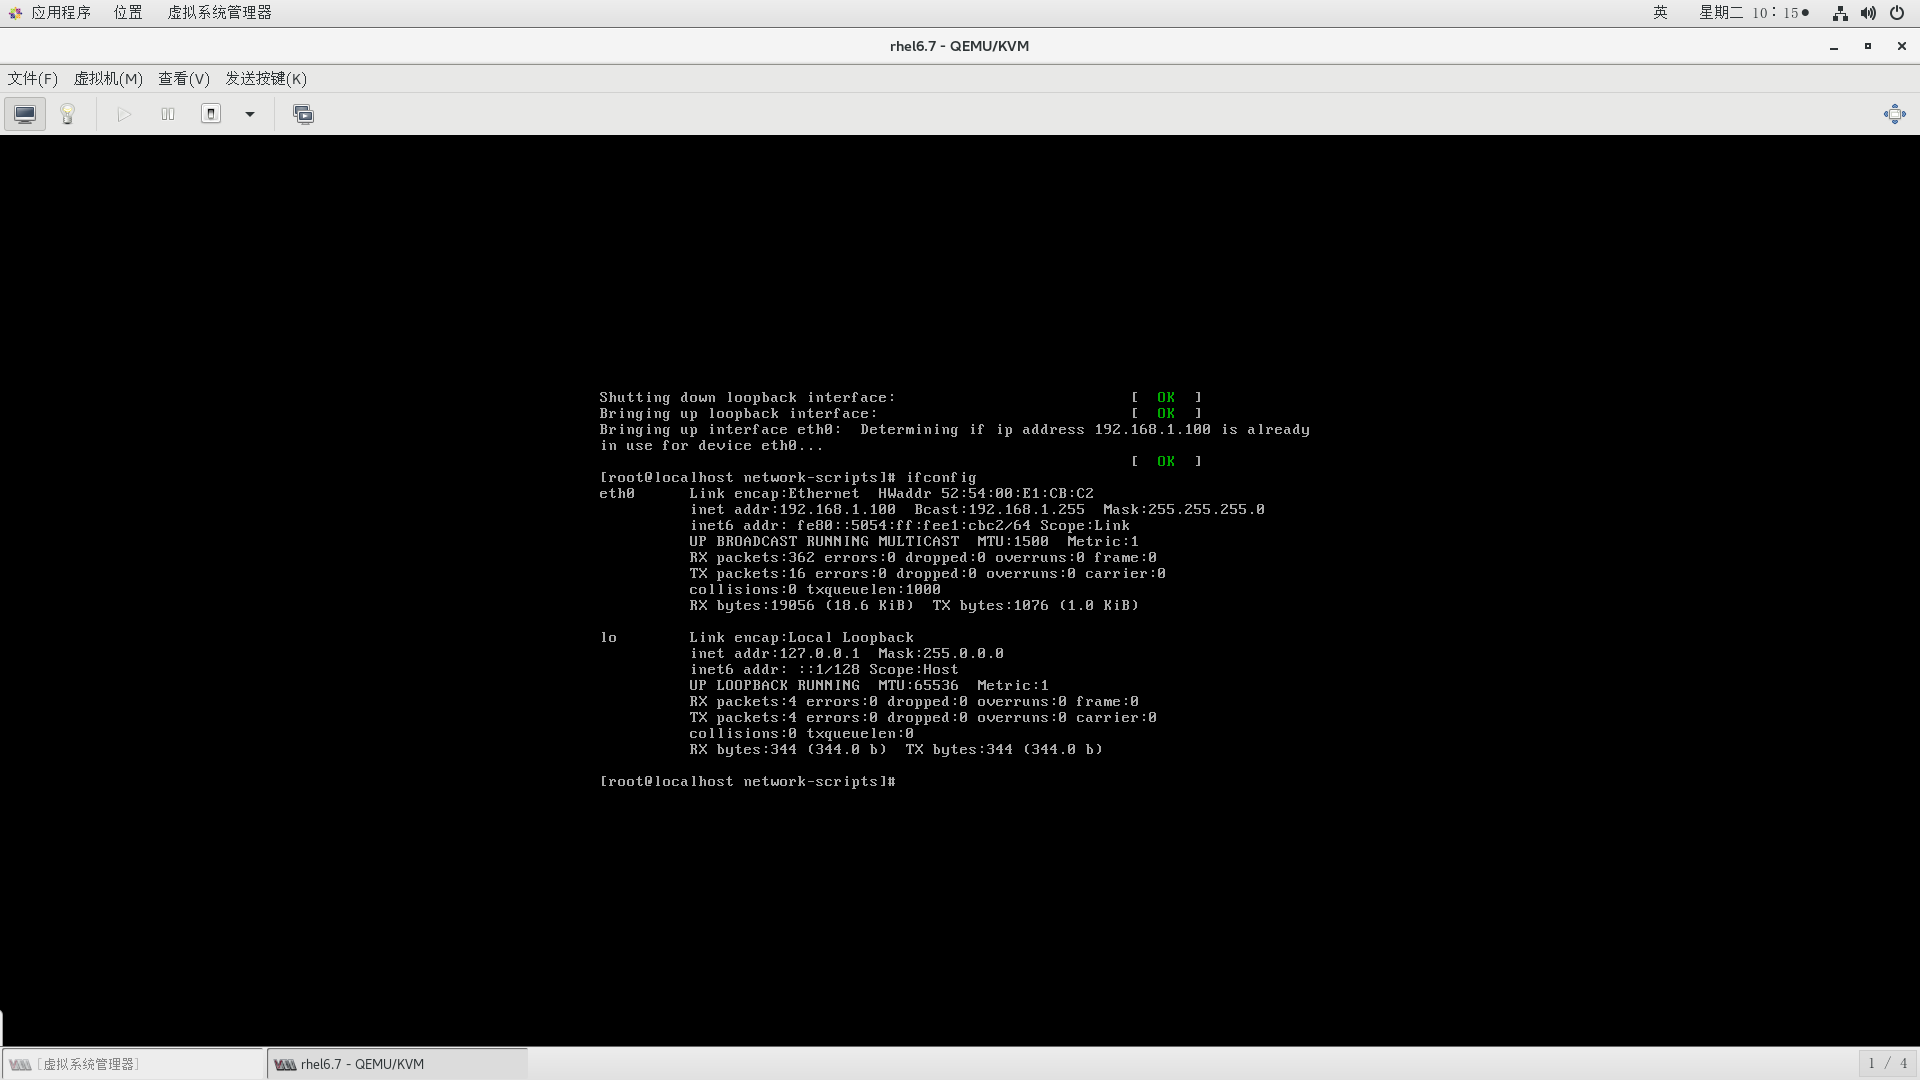 应用程序 位置 虚拟系统管理器 英 星期二 10：15
rhel6.7 - QEMU/KVM
文件(F) 虚拟机(M) 查看(V) 发送按键(K)
Shutting down loopback interface: [ OK ]
Bringing up loopback interface: [ OK ]
Bringing up interface eth0: Determining if ip address 192.168.1.100 is already
in use for device eth0...
[ OK ]
[root@localhost network-scripts]# ifconfig
eth0 Link encap:Ethernet HWaddr 52:54:00:E1:CB:C2
inet addr:192.168.1.100 Bcast:192.168.1.255 Mask:255.255.255.0
inet6 addr: fe80::5054:ff:fee1:cbc2/64 Scope:Link
UP BROADCAST RUNNING MULTICAST MTU:1500 Metric:1
RX packets:362 errors:0 dropped:0 overruns:0 frame:0
TX packets:16 errors:0 dropped:0 overruns:0 carrier:0
collisions:0 txqueuelen:1000
RX bytes:19056 (18.6 KiB) TX bytes:1076 (1.0 KiB)
lo Link encap:Local Loopback
inet addr:127.0.0.1 Mask:255.0.0.0
inet6 addr: ::1/128 Scope:Host
UP LOOPBACK RUNNING MTU:65536 Metric:1
RX packets:4 errors:0 dropped:0 overruns:0 frame:0
TX packets:4 errors:0 dropped:0 overruns:0 carrier:0
collisions:0 txqueuelen:0
RX bytes:344 (344.0 b) TX bytes:344 (344.0 b)
[root@localhost network-scripts]#
[虚拟系统管理器] rhel6.7 - QEMU/KVM 1 / 4